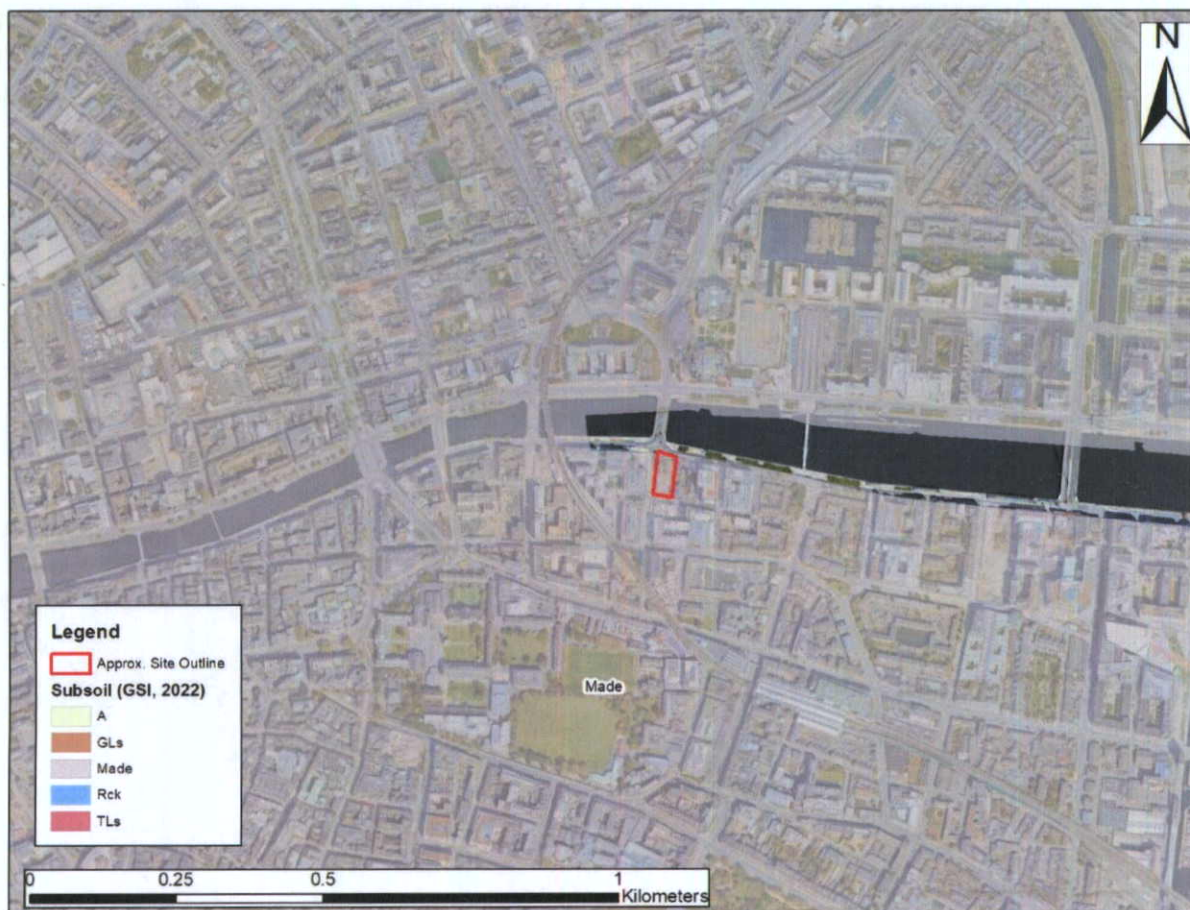 N
Made
Legend
Approx. Site Outline
Subsoil (GSI, 2022)
A
GLs
Made
Rck
TLs
0 0.25 0.5 1
Kilometers